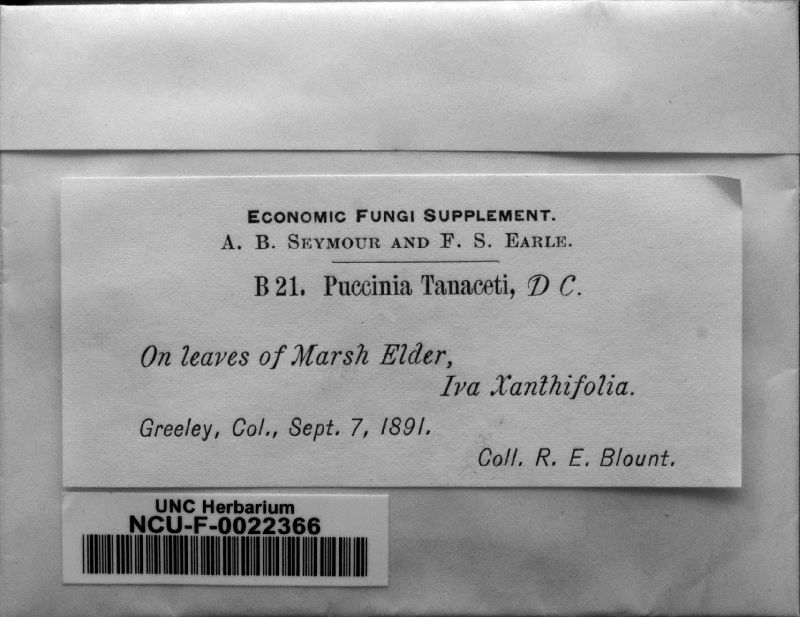 ECONOMIC FUNGI SUPPLEMENT.
A. B. SEYMOUR AND F. S. EARLE.
B 21. Puccinia Tanaceti, D C.
On leaves of Marsh Elder,
Iva Xanthifolia.
Greeley, Col., Sept. 7, 1891.
Coll. R. E. Blount.
UNC Herbarium
NCU-F-0022366